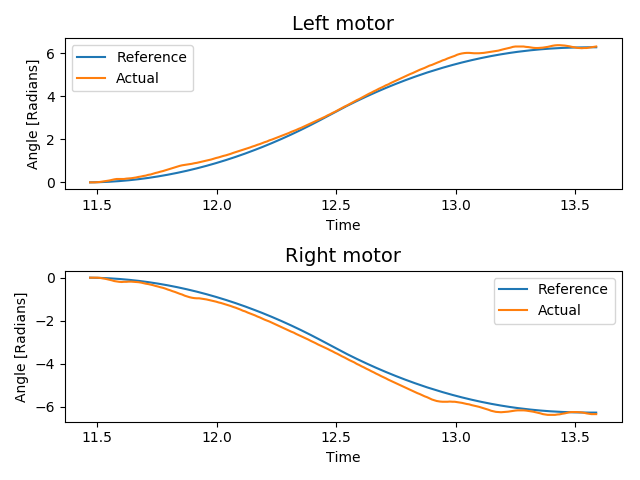 Left motor
Angle [Radians]
6
4
2
0
Reference
Actual
11.5 12.0 12.5 13.0 13.5
Time
Right motor
Angle [Radians]
0
−2
−4
−6
Reference
Actual
11.5 12.0 12.5 13.0 13.5
Time